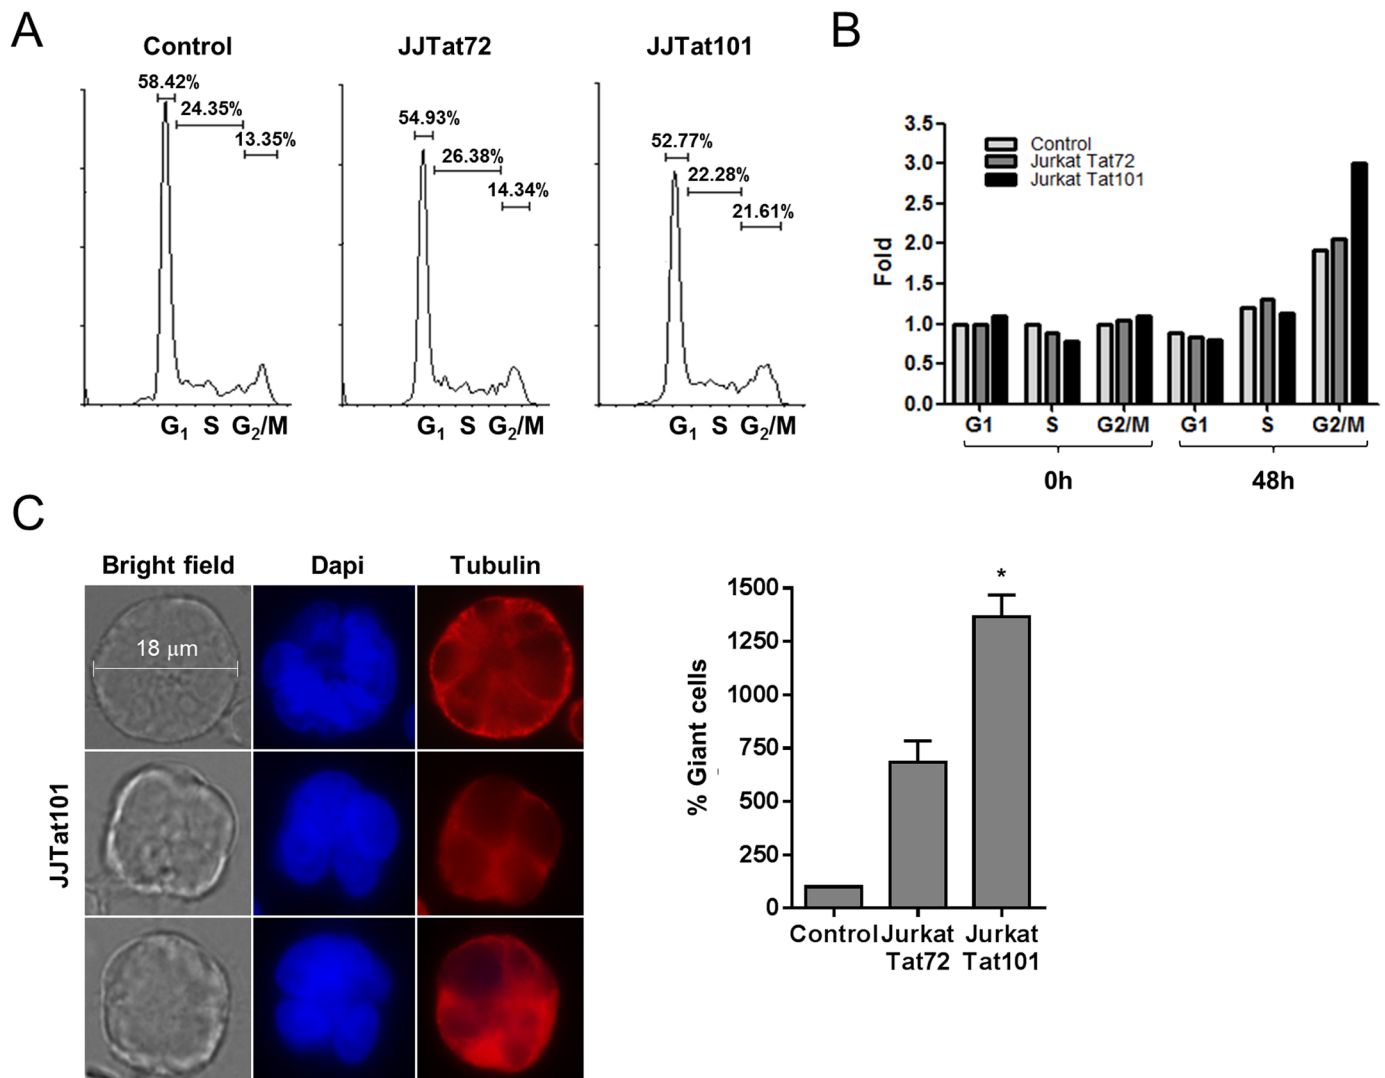 A
Control
JJTat72
JJTat101
58.42%
24.35%
13.35%
54.93%
26.38%
14.34%
52.77%
22.28%
21.61%
G1 S G2/M
G1 S G2/M
G1 S G2/M
B
Fold
3.5
3.0
2.5
2.0
1.5
1.0
0.5
0.0
Control
Jurkat Tat72
Jurkat Tat101
G1 S G2/M G1 S G2/M
0h 48h
C
Bright field Dapi Tubulin
18 μm
JJTat101
% Giant cells
1500
1250
1000
750
500
250
0
*
Control Jurkat Jurkat
Tat72 Tat101